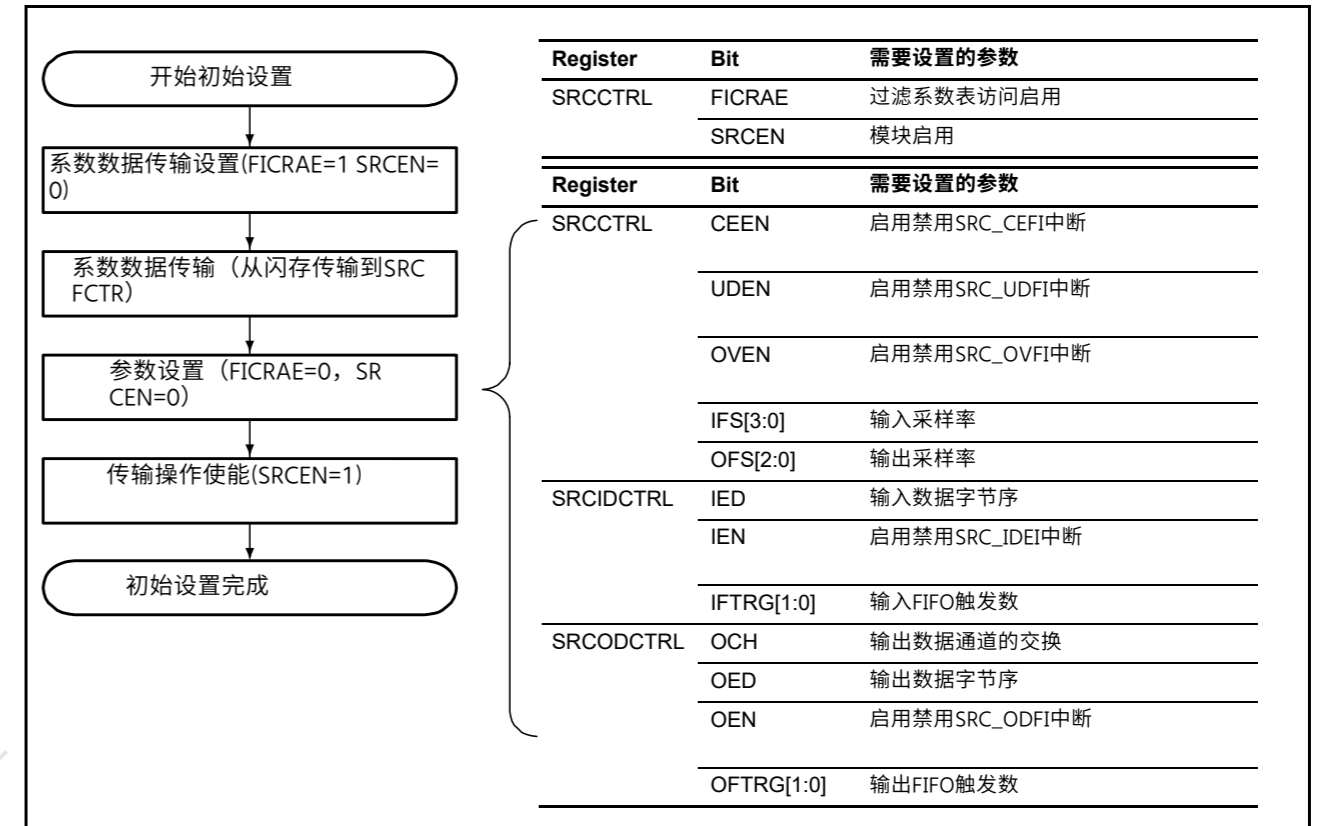 开始初始设置
系数数据传输设置(FICRAE=1 SRCEN=
0)
系数数据传输（从闪存传输到SRC
FCTR）
参数设置（FICRAE=0，SR
CEN=0）
传输操作使能(SRCEN=1)
初始设置完成
Register Bit 需要设置的参数
SRCCTRL FICRAE 过滤系数表访问启用
SRCEN 模块启用
Register Bit 需要设置的参数
SRCCTRL CEEN 启用禁用SRC_CEFI中断
UDEN 启用禁用SRC_UDFI中断
OVEN 启用禁用SRC_OVFI中断
IFS[3:0] 输入采样率
OFS[2:0] 输出采样率
SRCIDCTRL IED 输入数据字节序
IEN 启用禁用SRC_IDEI中断
IFTRG[1:0] 输入FIFO触发数
SRCODCTRL OCH 输出数据通道的交换
OED 输出数据字节序
OEN 启用禁用SRC_ODFI中断
OFTRG[1:0] 输出FIFO触发数